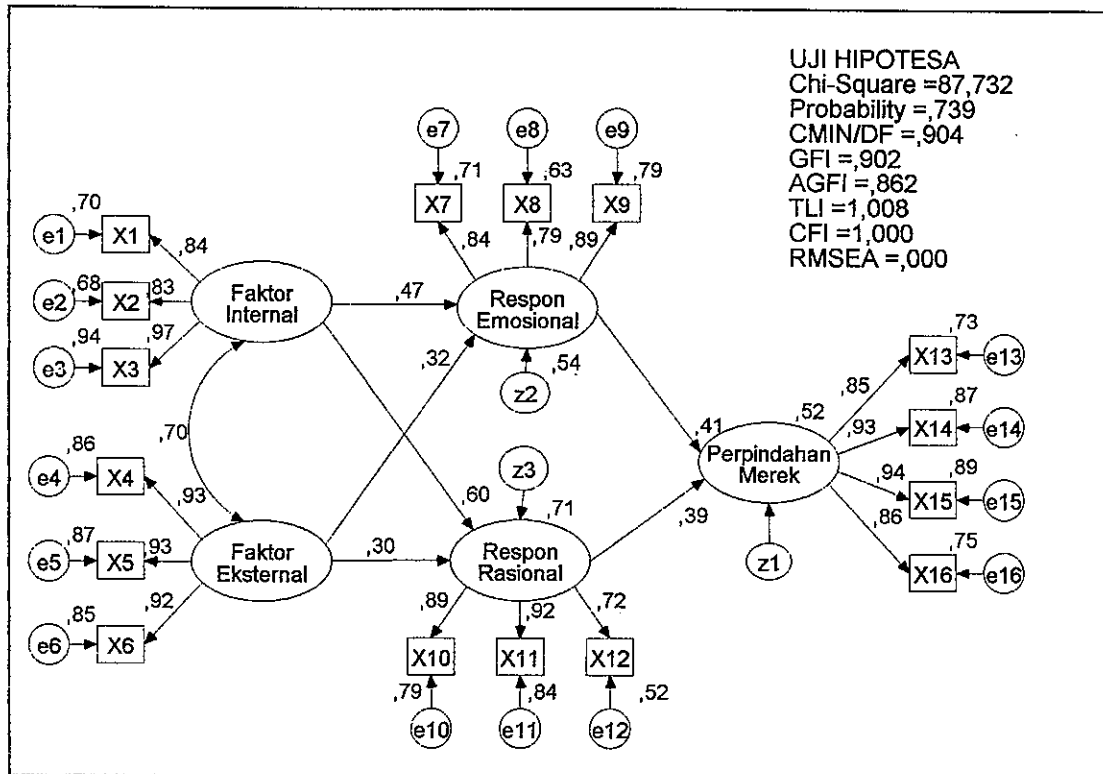 UJI HIPOTESA
Chi-Square =87,732
Probability =,739
CMIN/DF =,904
GFI =,902
AGFI =,862
TLI =1,008
CFI =1,000
RMSEA =,000
e7
e8
e9
,71
,63
,79
X7
X8
X9
,84
,79
,89
,70
e1
X1
,84
,68
e2
X2
,83
,94
e3
X3
,97
Faktor
Internal
,47
Respon
Emosional
,32
,54
z2
,70
,41
,52
Perpindahan
Merek
z1
,73
X13
e13
,85
,87
X14
e14
,93
,89
X15
e15
,94
,75
X16
e16
,86
,86
e4
X4
,93
,87
e5
X5
,93
,85
e6
X6
,92
Faktor
Eksternal
,60
,30
z3
,71
Respon
Rasional
,39
,89
,92
,72
X10
X11
X12
,79
,84
,52
e10
e11
e12